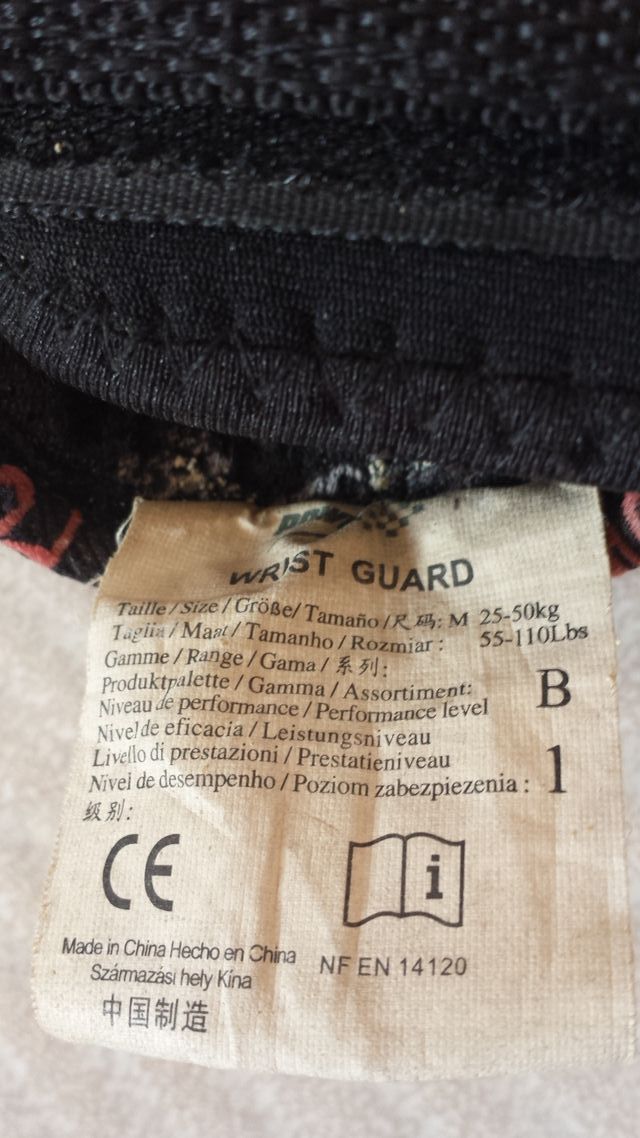 WRIST GUARD
Taille / Size / Größe / Tamaño / 尺 码: M 25-50kg
Taglia / Maat / Tamanho / Rozmiar : 55-110Lbs
Gamme / Range / Gama / 系列:
Produktpalette / Gamma / Assortiment: B
Niveau de performance / Performance level
Nivel de eficacia / Leistungsniveau
Livello di prestazioni / Prestatieniveau
Nivel de desempenho / Poziom zabezpiezenia : 1
级别:
CE
i
Made in China Hecho en China
Származási hely Kína
中国制造
NF EN 14120